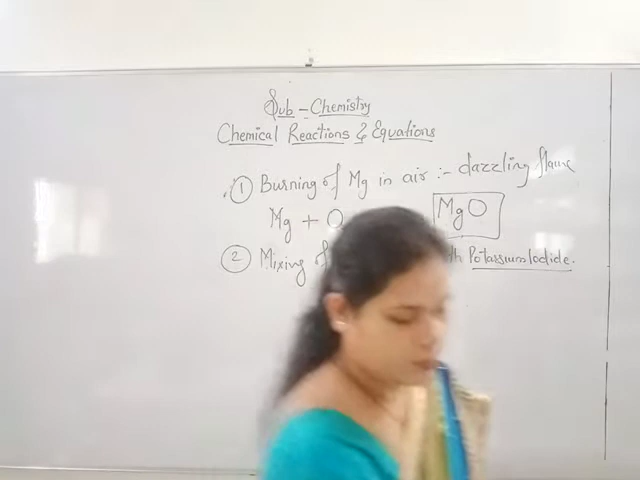 Sub - Chemistry
Chemical Reactions & Equations
① Burning of Mg in air :- dazzling flame
Mg + O MgO
② Mixing of Potassium Iodide.